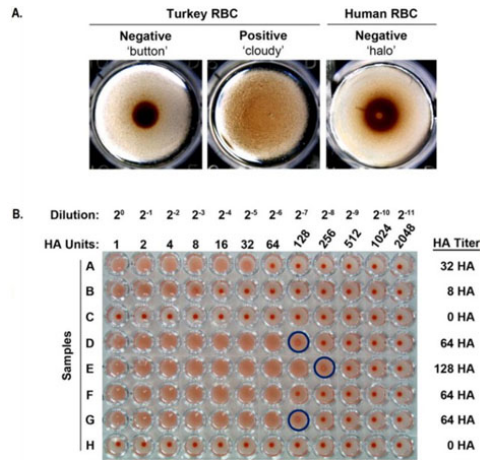 A.
Turkey RBC Human RBC
Negative Positive Negative
'button' 'cloudy' 'halo'
B.
Dilution: 2⁰ 2⁻¹ 2⁻² 2⁻³ 2⁻⁴ 2⁻⁵ 2⁻⁶ 2⁻⁷ 2⁻⁸ 2⁻⁹ 2⁻¹⁰ 2⁻¹¹
HA Units: 1 2 4 8 16 32 64 128 256 512 1024 2048 HA Titer
Samples
A 32 HA
B 8 HA
C 0 HA
D 64 HA
E 128 HA
F 64 HA
G 64 HA
H 0 HA